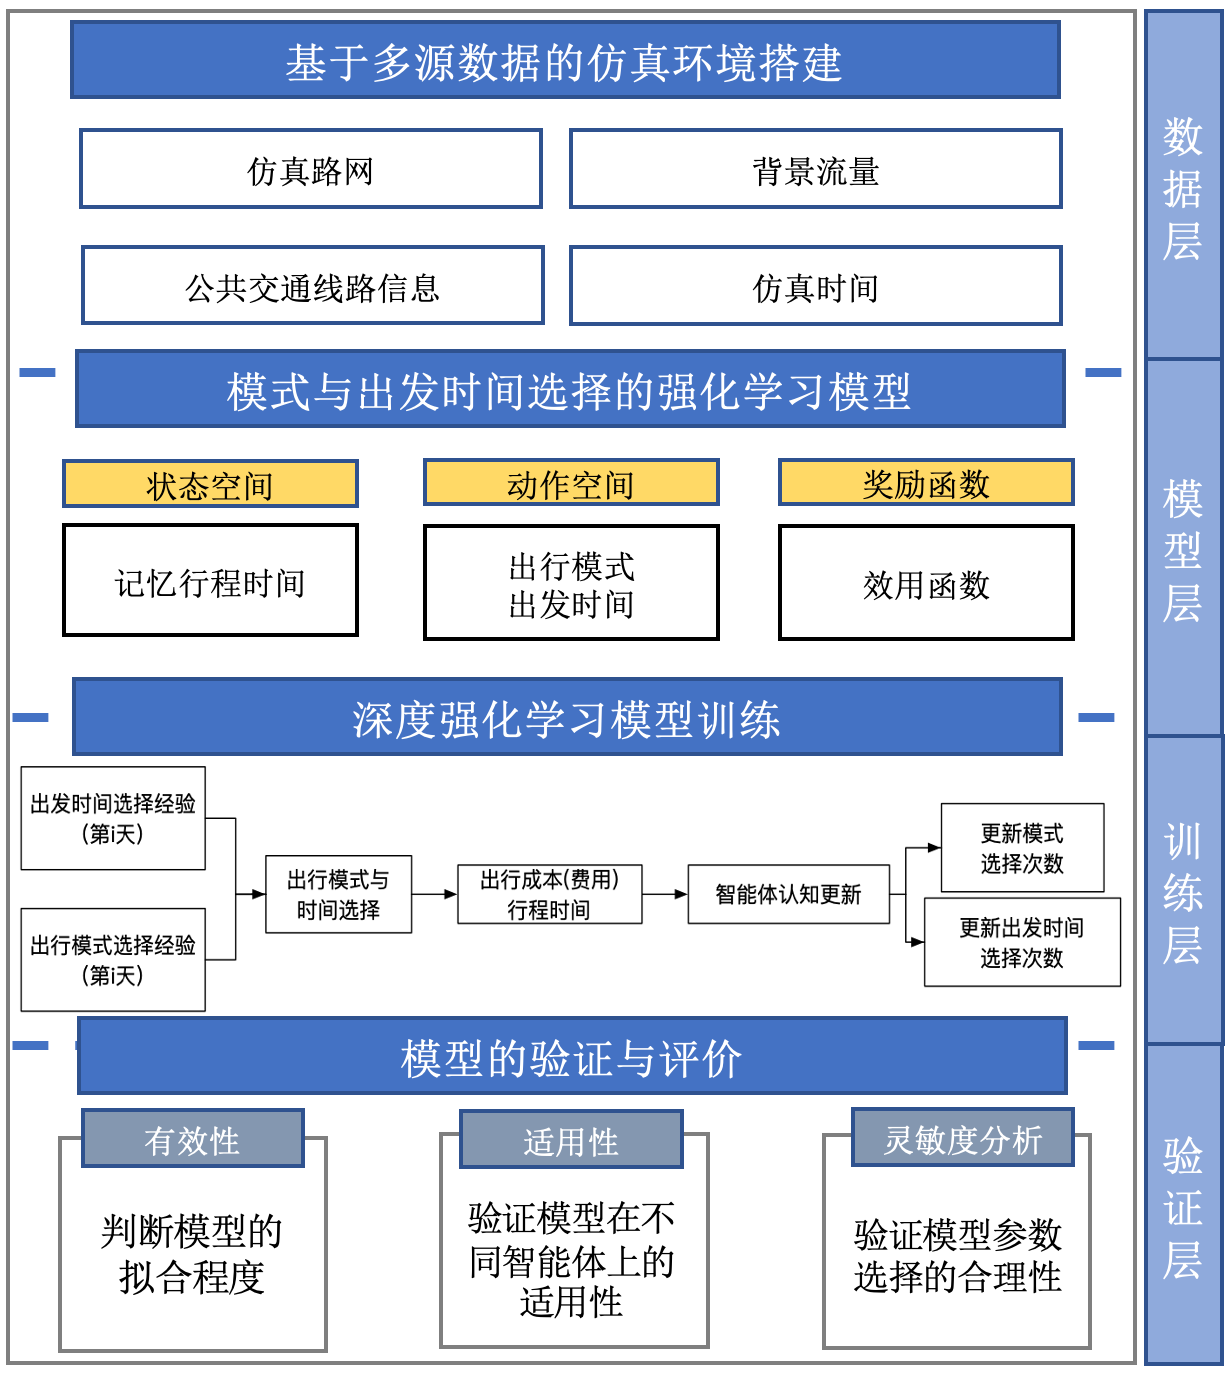 基于多源数据的仿真环境搭建
仿真路网
背景流量
公共交通线路信息
仿真时间
数据层
模式与出发时间选择的强化学习模型
状态空间
动作空间
奖励函数
记忆行程时间
出行模式
出发时间
效用函数
模型层
深度强化学习模型训练
出发时间选择经验
(第i天)
出行模式选择经验
(第i天)
出行模式与
时间选择
出行成本(费用)
行程时间
智能体认知更新
更新模式
选择次数
更新出发时间
选择次数
训练层
模型的验证与评价
有效性
判断模型的
拟合程度
适用性
验证模型在不
同智能体上的
适用性
灵敏度分析
验证模型参数
选择的合理性
验证层